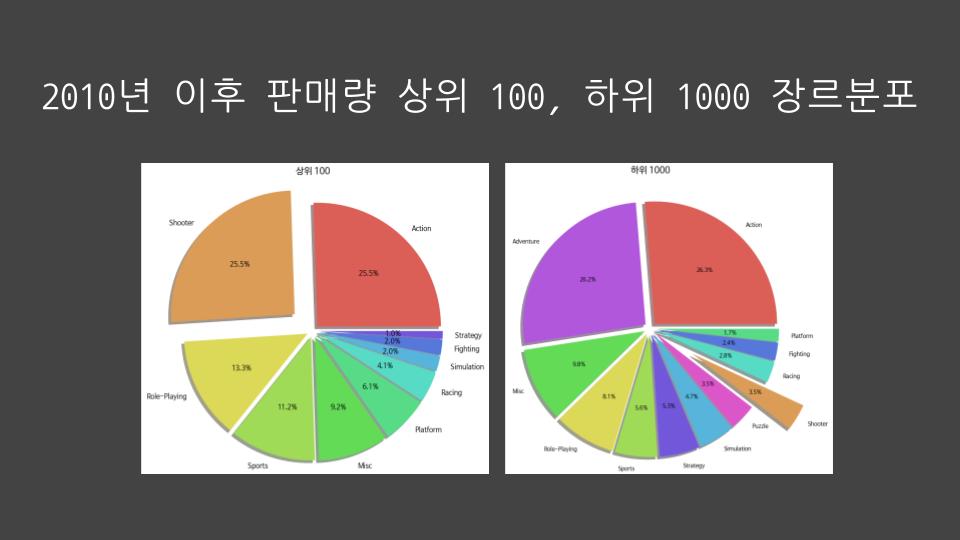 2010년 이후 판매량 상위 100, 하위 1000 장르분포
상위 100
Shooter
Action
25.5%
25.5%
1.0%
Strategy
2.0%
Fighting
2.0%
Simulation
4.1%
Racing
6.1%
Platform
13.3%
Role-Playing
11.2%
9.2%
Sports
Misc
하위 1000
Action
Adventure
26.3%
26.2%
1.7%
Platform
2.4%
Fighting
2.8%
Racing
9.8%
Misc
3.5%
3.5%
Shooter
8.1%
5.6%
5.3%
4.7%
Puzzle
Role-Playing
Simulation
Sports
Strategy